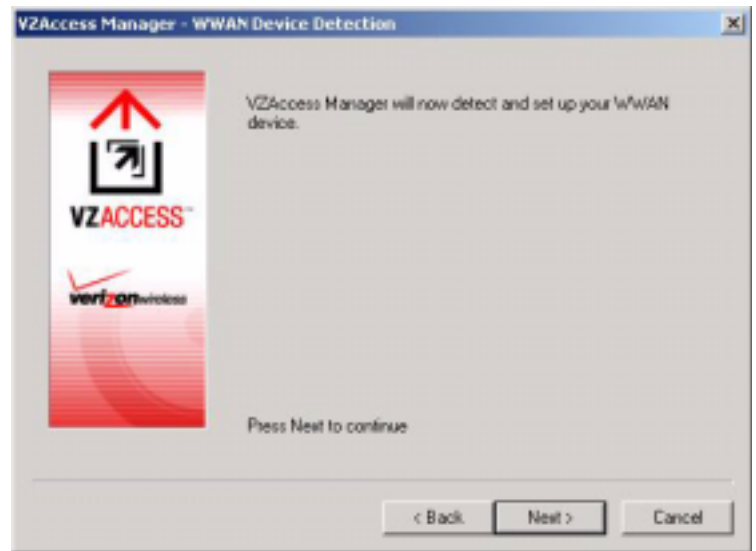 VZAccess Manager - WWAN Device Detection
VZAccess Manager will now detect and set up your WWAN
device.
VZACCESS™
verizonwireless
Press Next to continue
< Back
Next >
Cancel